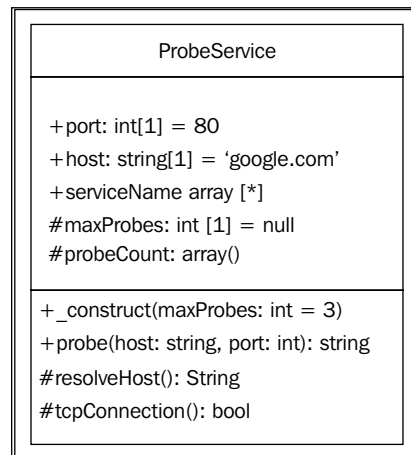 ProbeService
+port: int[1] = 80
+host: string[1] = ‘google.com’
+serviceName array [*]
#maxProbes: int [1] = null
#probeCount: array()
+_construct(maxProbes: int = 3)
+probe(host: string, port: int): string
#resolveHost(): String
#tcpConnection(): bool